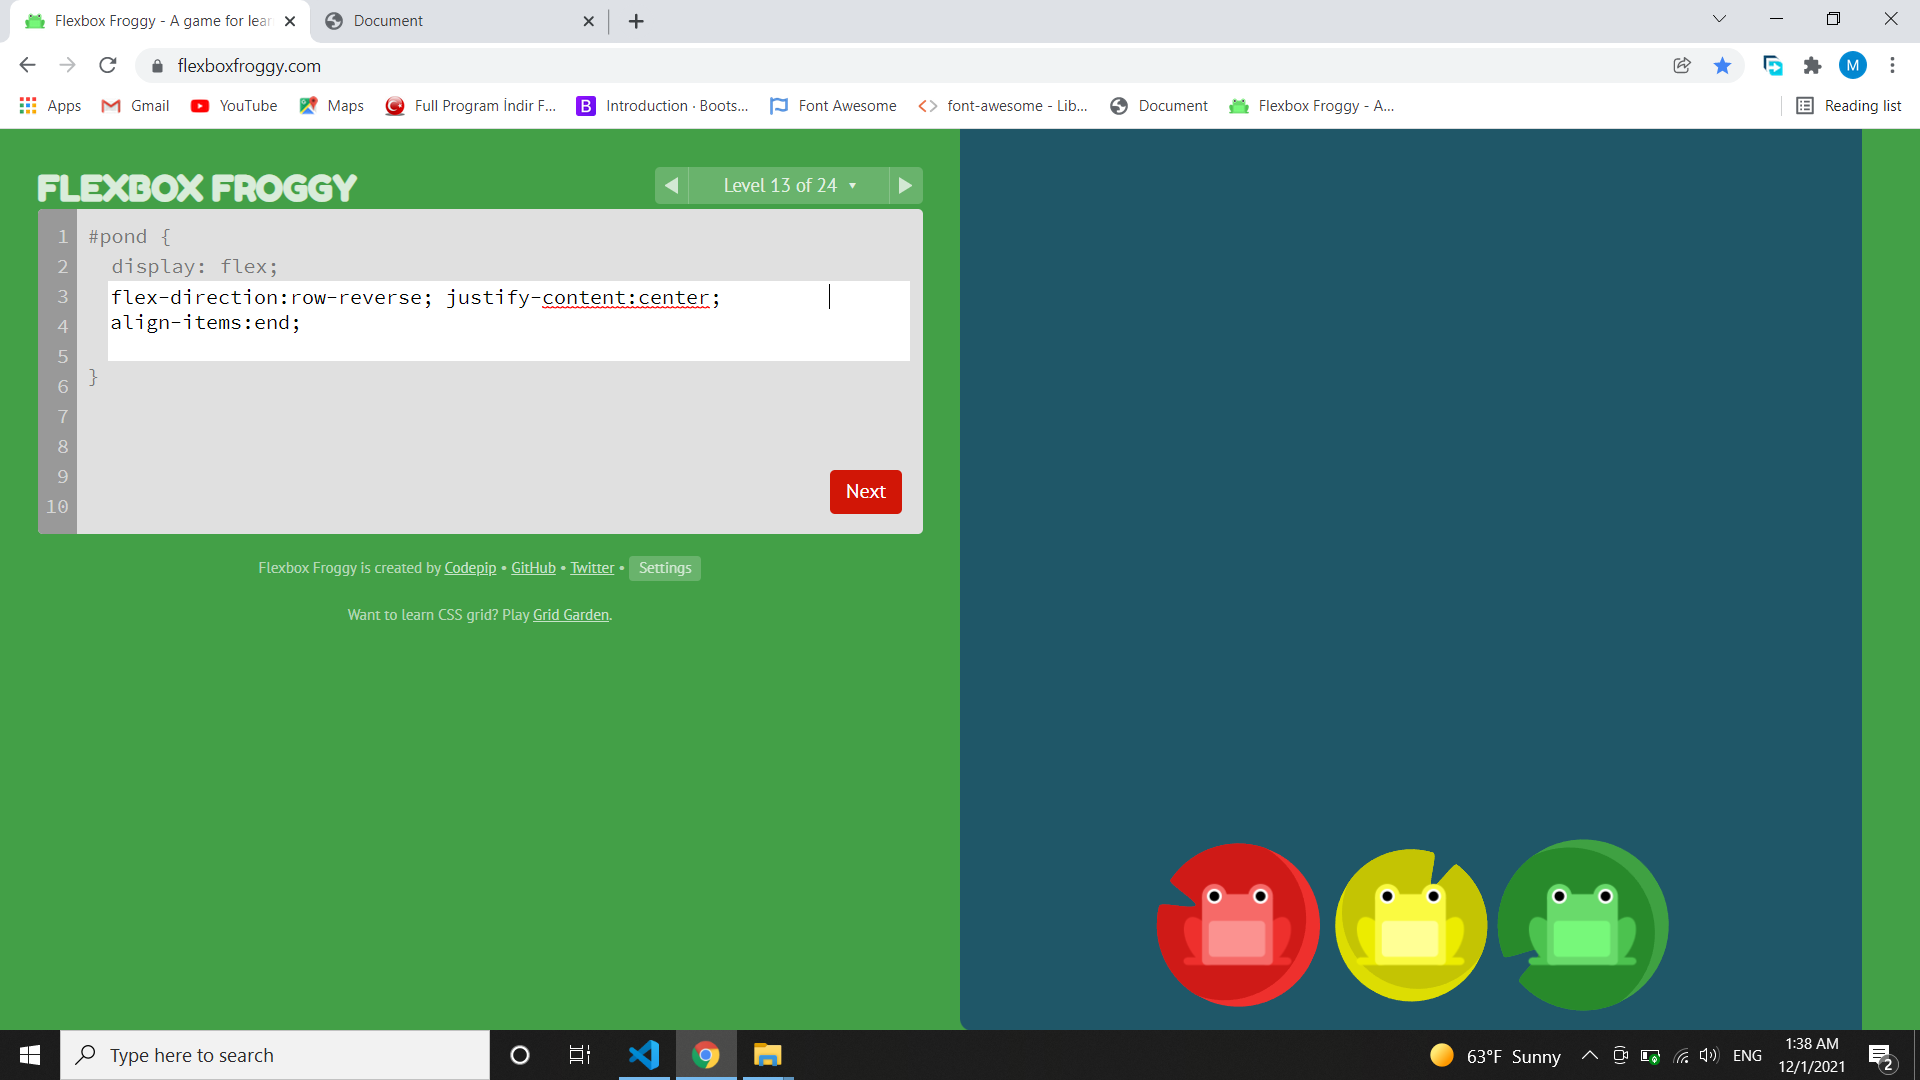 Flexbox Froggy - A game for lear
Document
flexboxfroggy.com
M
Apps
Gmail
YouTube
Maps
Full Program İndir F...
B
Introduction · Boots...
Font Awesome
font-awesome - Lib...
Document
Flexbox Froggy - A...
Reading list
FLEXBOX FROGGY
Level 13 of 24
1 #pond {
2 display: flex;
3 flex-direction:row-reverse; justify-content:center;
4 align-items:end;
5
6 }
7
8
9
10
Next
Flexbox Froggy is created by Codepip • GitHub • Twitter • Settings
Want to learn CSS grid? Play Grid Garden.
Type here to search
63°F Sunny
ENG
1:38 AM
12/1/2021
2